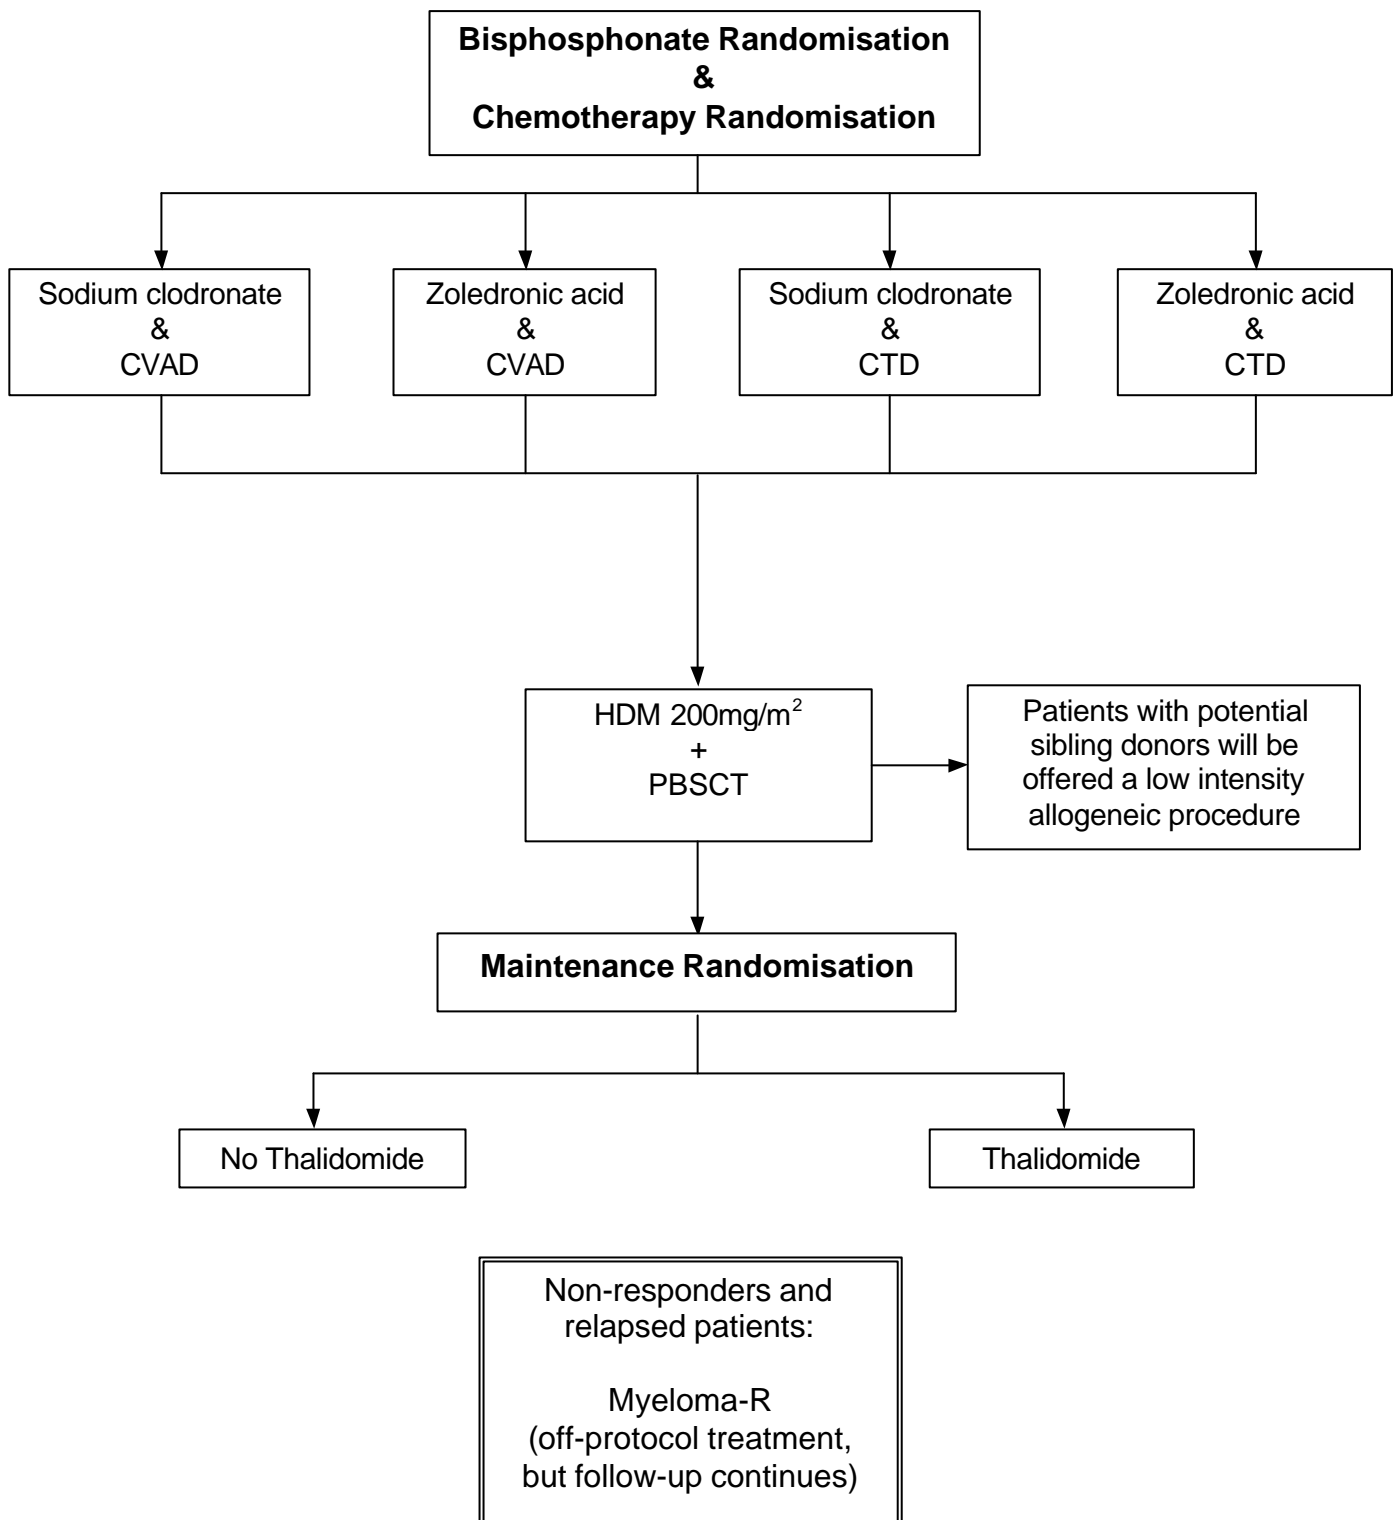 Bisphosphonate Randomisation
&
Chemotherapy Randomisation
Sodium clodronate
&
CVAD
Zoledronic acid
&
CVAD
Sodium clodronate
&
CTD
Zoledronic acid
&
CTD
HDM 200mg/m²
+
PBSCT
Patients with potential
sibling donors will be
offered a low intensity
allogeneic procedure
Maintenance Randomisation
No Thalidomide
Thalidomide
Non-responders and
relapsed patients:
Myeloma-R
(off-protocol treatment,
but follow-up continues)